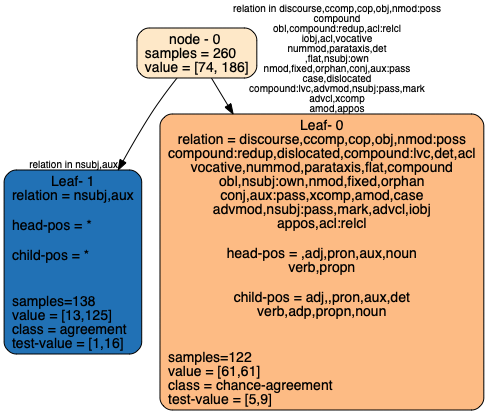 relation in discourse,ccomp,cop,obj,nmod:poss
compound
obl,compound:redup,acl:relcl
iobj,acl,vocative
nummod,parataxis,det
,flat,nsubj:own
nmod,fixed,orphan,conj,aux:pass
case,dislocated
compound:lvc,advmod,nsubj:pass,mark
advcl,xcomp
amod,appos
node - 0
samples = 260
value = [74, 186]
relation in nsubj,aux
Leaf- 1
relation = nsubj,aux
head-pos = *
child-pos = *
samples=138
value = [13,125]
class = agreement
test-value = [1,16]
Leaf- 0
relation = discourse,ccomp,cop,obj,nmod:poss
compound:redup,dislocated,compound:lvc,det,acl
vocative,nummod,parataxis,flat,compound
obl,nsubj:own,nmod,fixed,orphan
conj,aux:pass,xcomp,amod,case
advmod,nsubj:pass,mark,advcl,iobj
appos,acl:relcl
head-pos = ,adj,pron,aux,noun
verb,propn
child-pos = adj,,pron,aux,det
verb,adp,propn,noun
samples=122
value = [61,61]
class = chance-agreement
test-value = [5,9]